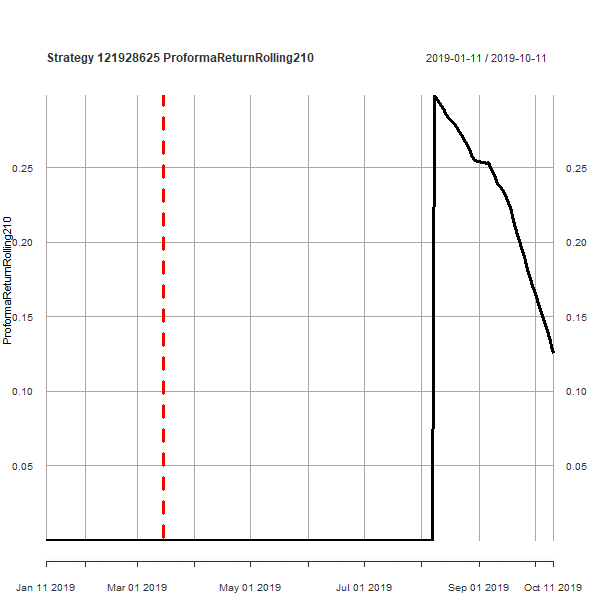 Strategy 121928625 ProformaReturnRolling210
2019-01-11 / 2019-10-11
ProformaReturnRolling210
0.25 0.25
0.20 0.20
0.15 0.15
0.10 0.10
0.05 0.05
Jan 11 2019 Mar 01 2019 May 01 2019 Jul 01 2019 Sep 01 2019 Oct 11 2019